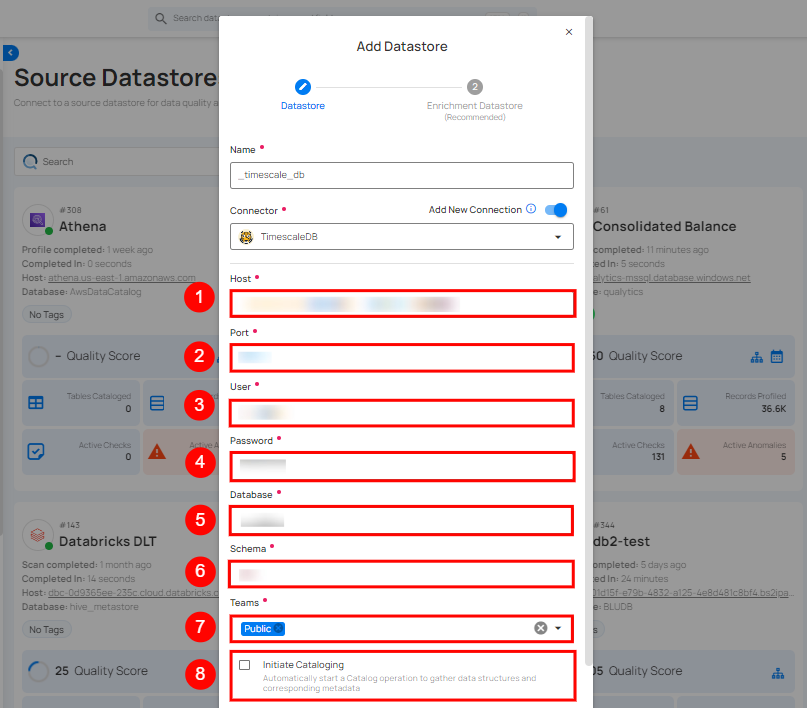 Search
Source Datastore
Connect to a source datastore for data quality a
Search
#308
Athena
Profile completed: 1 week ago
Completed In: 0 seconds
Host: athena.us-east-1.amazonaws.com
Database: AwsDataCatalog
No Tags
– Quality Score
Tables Cataloged
0
Active Checks
0
#143
Databricks DLT
Scan completed: 1 month ago
Completed In: 14 seconds
Host: dbc-0d9365ee-235c.cloud.databricks.c
Database: hive_metastore
No Tags
25 Quality Score
Add Datastore
2
Datastore
Enrichment Datastore
(Recommended)
Name *
_timescale_db
Connector *
Add New Connection
TimescaleDB
Host *
1
Port *
2
User *
3
Password *
4
Database *
5
Schema *
6
Teams *
7
Public
8
Initiate Cataloging
Automatically start a Catalog operation to gather data structures and
corresponding metadata
#61
Consolidated Balance
completed: 11 minutes ago
In: 5 seconds
alytics-mssql.database.windows.net
e: qualytics
60 Quality Score
Tables Cataloged
8
Records Profiled
36.6K
Active Checks
131
Active Anomalies
5
#344
db2-test
ompleted: 5 days ago
In: 24 minutes
01d15f-e79b-4832-a125-4e8d481c8bf4.bs2ipa...
e: BLUDB
s
05 Quality Score